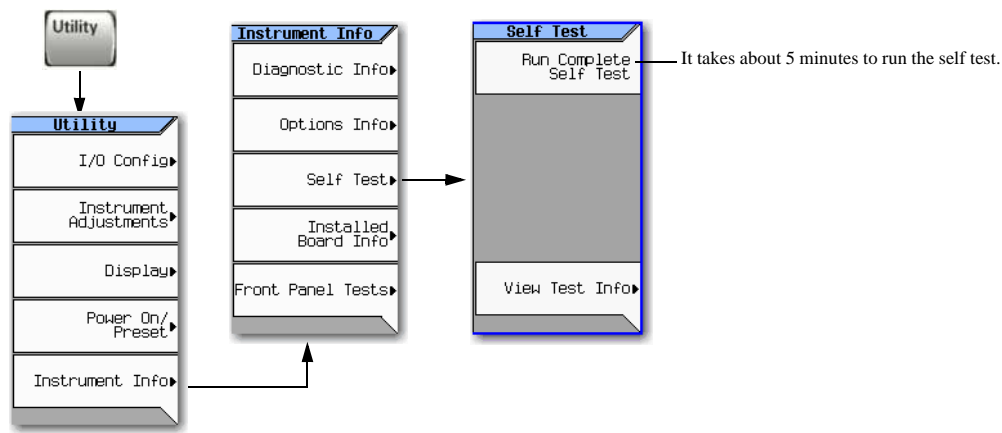 Utility
Utility
I/O Config
Instrument
Adjustments
Display
Power On/
Preset
Instrument Info
Instrument Info
Diagnostic Info
Options Info
Self Test
Installed
Board Info
Front Panel Tests
Self Test
Run Complete
Self Test
View Test Info
It takes about 5 minutes to run the self test.